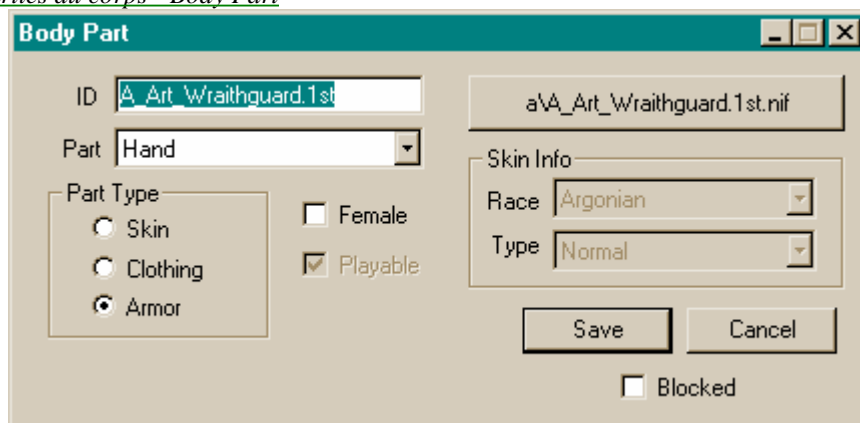 du corps - Body Part
Body Part
ID A_Art_Wraithguard.1st
a\A_Art_Wraithguard.1st.nif
Part Hand
Skin Info
Part Type
Race Argonian
Skin
Female
Type Normal
Clothing
Playable
Armor
Save Cancel
Blocked